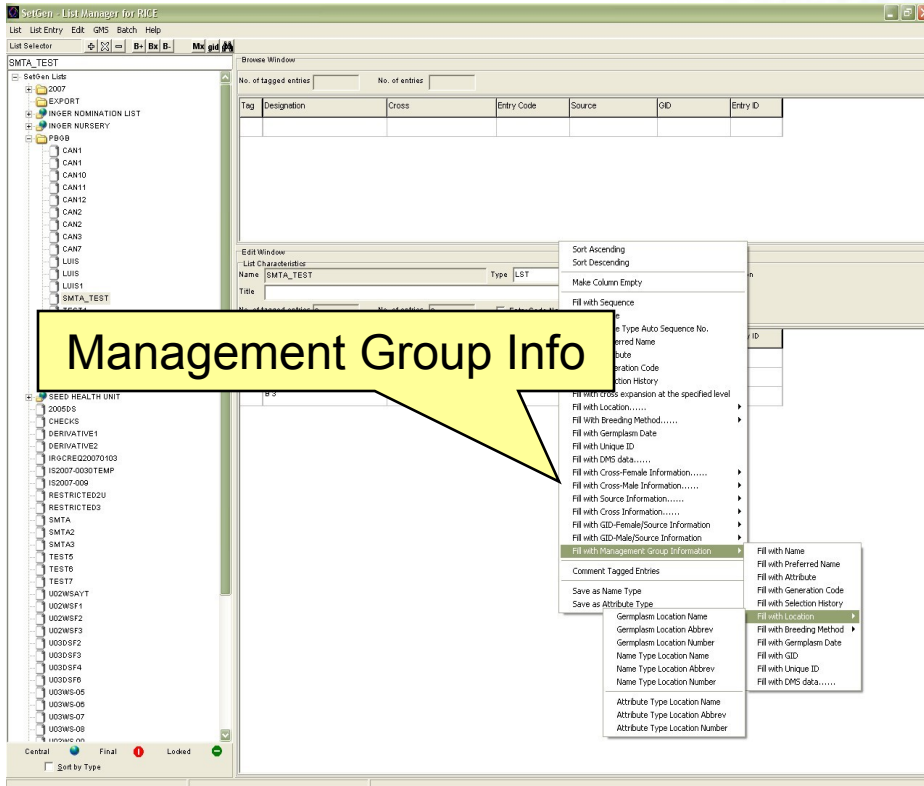 SetGen - List Manager for RICE
List List Entry Edit GMS Batch Help
List Selector B+ Bx B- Mx gid
SMTA_TEST
SetGen Lists
2007
EXPORT
INGER NOMINATION LIST
INGER NURSERY
PBGB
CAN1
CAN1
CAN10
CAN11
CAN12
CAN2
CAN2
CAN3
CAN7
LUIS
LUIS
LUIS1
SMTA_TEST
SEED HEALTH UNIT
2005DS
CHECKS
DERIVATIVE1
DERIVATIVE2
IRGCREQ20070103
IS2007-0030TEMP
IS2007-009
RESTRICTED2U
RESTRICTED3
SMTA
SMTA2
SMTA3
TEST5
TEST6
TEST7
U02WSAYT
U02WSF1
U02WSF2
U02WSF3
U03DSF2
U03DSF3
U03DSF4
U03DSF6
U03WS-05
U03WS-06
U03WS-07
U03WS-08
Central Final Locked
Sort by Type
Browse Window
No. of tagged entries No. of entries
Tag Designation Cross Entry Code Source GID Entry ID
Edit Window
List Characteristics
Name SMTA_TEST Type LST
Title
Management Group Info
Sort Ascending
Sort Descending
Make Column Empty
Fill with Sequence
Type Auto Sequence No.
Fill with cross expansion at the specified level
Fill with Location......
Fill With Breeding Method......
Fill with Germplasm Date
Fill with Unique ID
Fill with DMS data......
Fill with Cross-Female Information......
Fill with Cross-Male Information......
Fill with Source Information......
Fill with Cross Information......
Fill with GID-Female/Source Information
Fill with GID-Male/Source Information
Fill with Management Group Information
Comment Tagged Entries
Save as Name Type
Save as Attribute Type
Fill with Name
Fill with Preferred Name
Fill with Attribute
Fill with Generation Code
Fill with Selection History
Fill with Location
Fill with Breeding Method
Fill with Germplasm Date
Fill with GID
Fill with Unique ID
Fill with DMS data......
Germplasm Location Name
Germplasm Location Abbrev
Germplasm Location Number
Name Type Location Name
Name Type Location Abbrev
Name Type Location Number
Attribute Type Location Name
Attribute Type Location Abbrev
Attribute Type Location Number